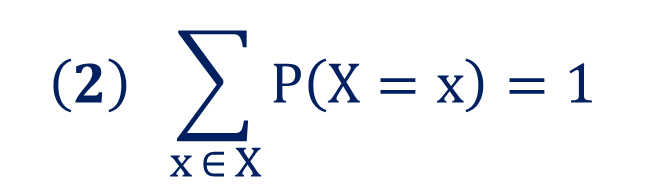 (2) ∑ P(X = x) = 1
x ∈ X